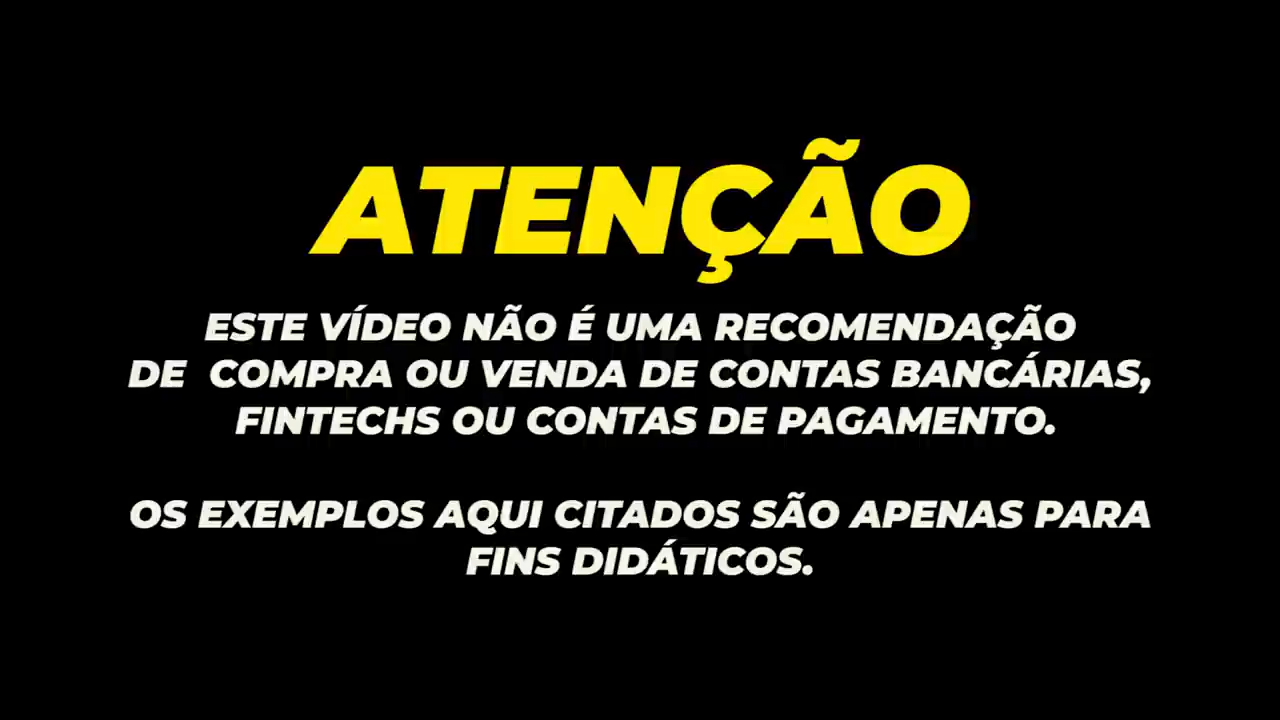 ATENÇÃO
ESTE VÍDEO NÃO É UMA RECOMENDAÇÃO
DE COMPRA OU VENDA DE CONTAS BANCÁRIAS,
FINTECHS OU CONTAS DE PAGAMENTO.
OS EXEMPLOS AQUI CITADOS SÃO APENAS PARA
FINS DIDÁTICOS.